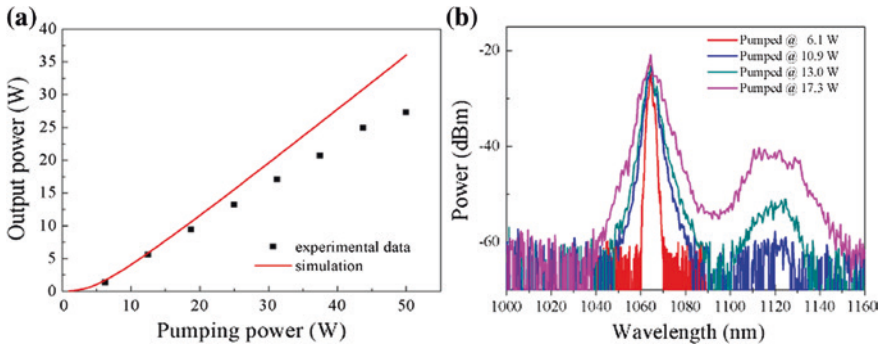 (a)
40
35
30
25
20
15
10
5
0
Output power (W)
experimental data
simulation
0 10 20 30 40 50
Pumping power (W)
(b)
-20
-40
-60
Power (dBm)
Pumped @ 6.1 W
Pumped @ 10.9 W
Pumped @ 13.0 W
Pumped @ 17.3 W
1000 1020 1040 1060 1080 1100 1120 1140 1160
Wavelength (nm)